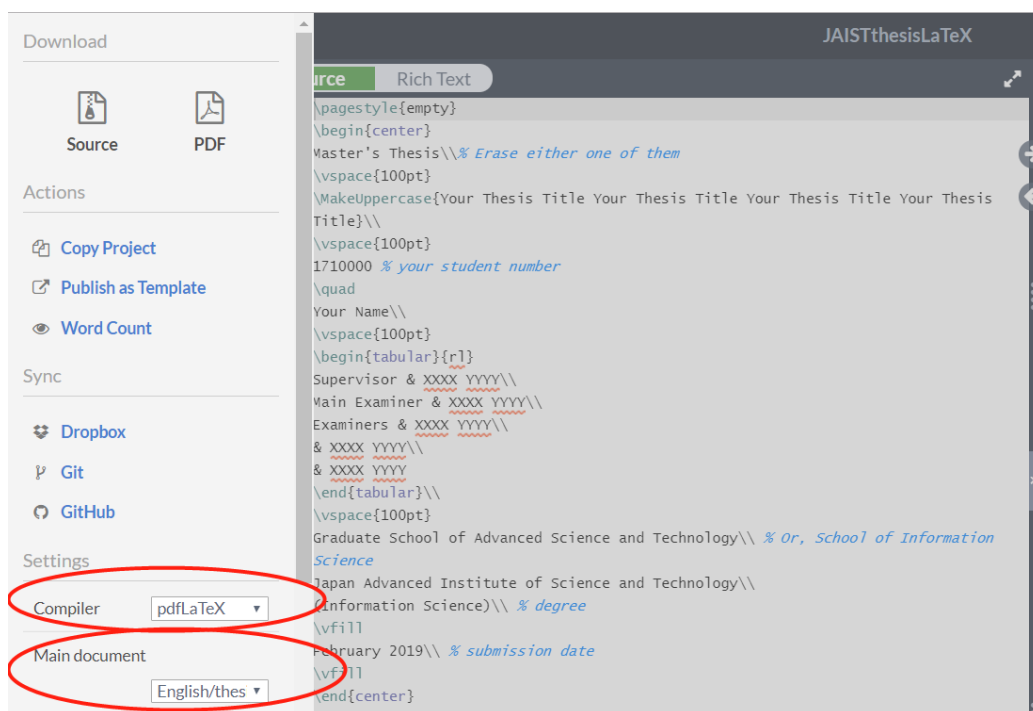 Download
Source
PDF
Actions
Copy Project
Publish as Template
Word Count
Sync
Dropbox
Git
GitHub
Settings
Compiler pdfLaTeX
Main document
English/thes
JAISTthesisLaTeX
urce Rich Text
\pagestyle{empty}
\begin{center}
Master's Thesis\\% Erase either one of them
\vspace{100pt}
\MakeUppercase{Your Thesis Title Your Thesis Title Your Thesis Title Your Thesis
Title}\\
\vspace{100pt}
1710000 % your student number
\quad
Your Name\\
\vspace{100pt}
\begin{tabular}{rl}
Supervisor & XXXX YYYY\\
Main Examiner & XXXX YYYY\\
Examiners & XXXX YYYY\\
& XXXX YYYY\\
& XXXX YYYY
\end{tabular}\\
\vspace{100pt}
Graduate School of Advanced Science and Technology\\ % Or, School of Information
Science
Japan Advanced Institute of Science and Technology\\
(Information Science)\\ % degree
\vfill
February 2019\\ % submission date
\vfill
\end{center}